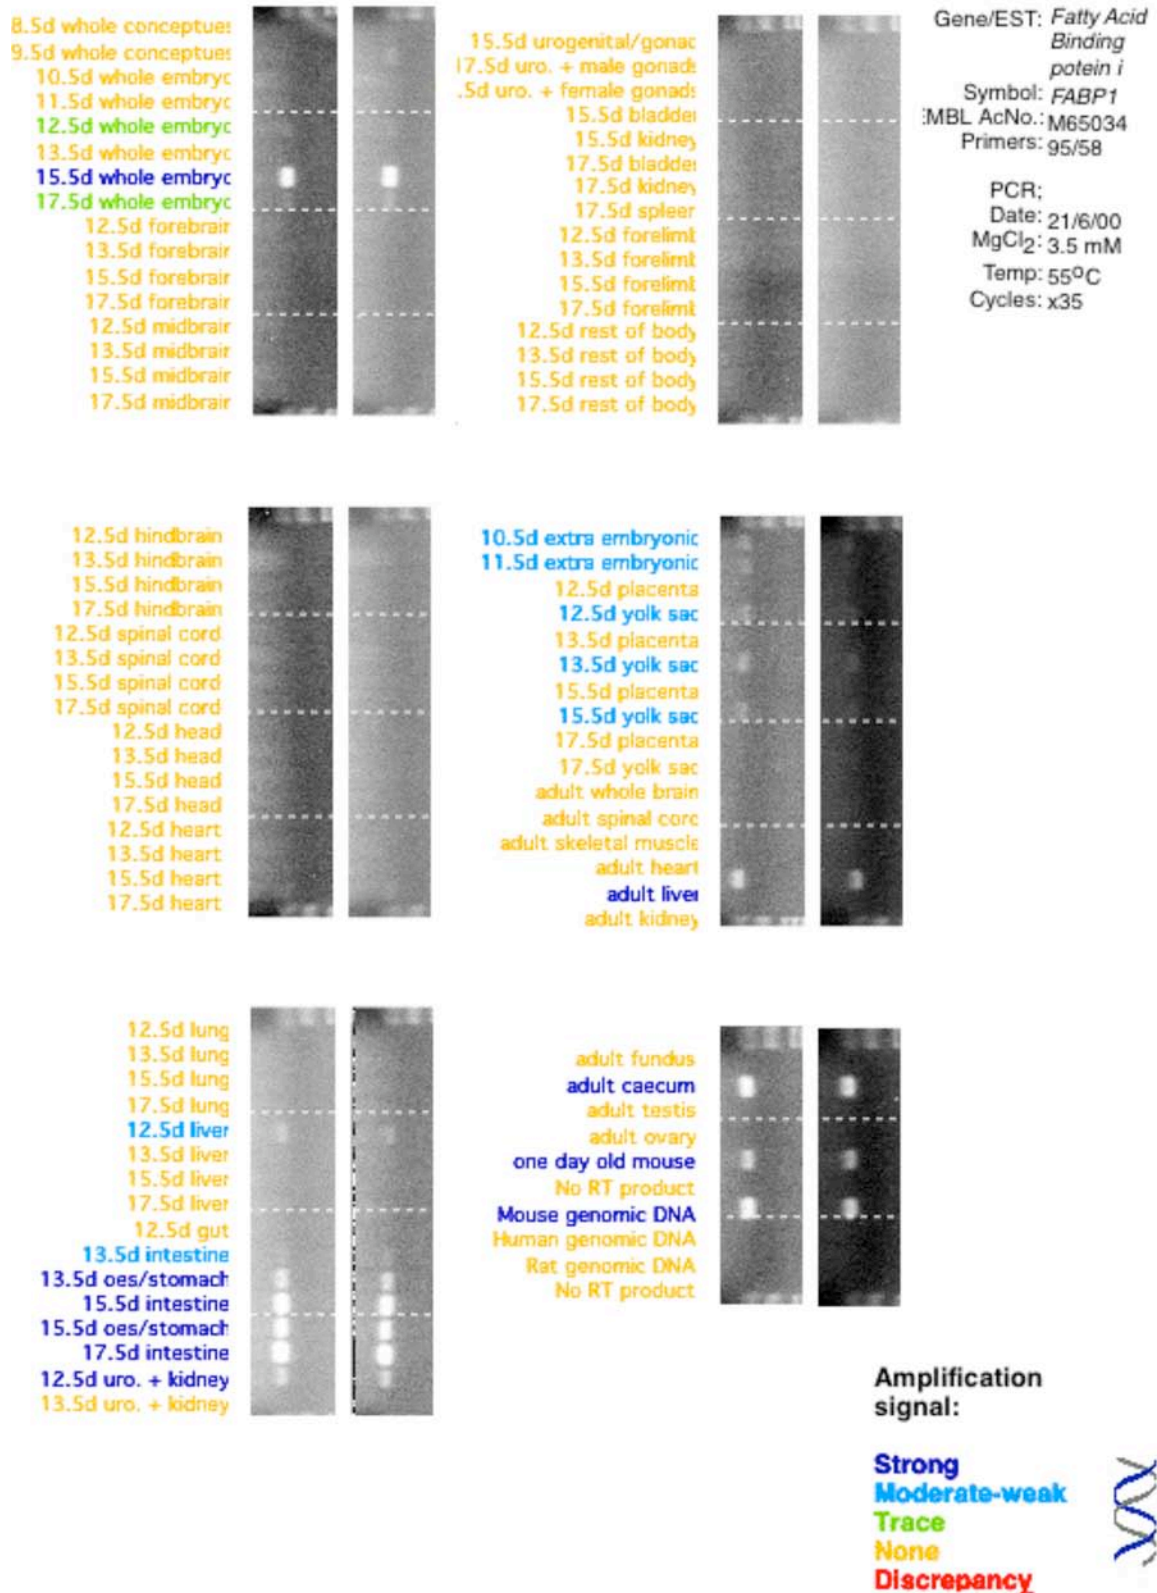 8.5d whole conceptues
9.5d whole conceptues
10.5d whole embryo
11.5d whole embryo
12.5d whole embryo
13.5d whole embryo
15.5d whole embryo
17.5d whole embryo
12.5d forebrain
13.5d forebrain
15.5d forebrain
17.5d forebrain
12.5d midbrain
13.5d midbrain
15.5d midbrain
17.5d midbrain
15.5d urogenital/gonad
17.5d uro. + male gonads
.5d uro. + female gonads
15.5d bladder
15.5d kidney
17.5d bladder
17.5d kidney
17.5d spleen
12.5d forelimb
13.5d forelimb
15.5d forelimb
17.5d forelimb
12.5d rest of body
13.5d rest of body
15.5d rest of body
17.5d rest of body
Gene/EST: Fatty Acid
Binding
potein i
Symbol: FABP1
EMBL AcNo.: M65034
Primers: 95/58
PCR;
Date: 21/6/00
MgCl2: 3.5 mM
Temp: 55°C
Cycles: x35
12.5d hindbrain
13.5d hindbrain
15.5d hindbrain
17.5d hindbrain
12.5d spinal cord
13.5d spinal cord
15.5d spinal cord
17.5d spinal cord
12.5d head
13.5d head
15.5d head
17.5d head
12.5d heart
13.5d heart
15.5d heart
17.5d heart
10.5d extra embryonic
11.5d extra embryonic
12.5d placenta
12.5d yolk sac
13.5d placenta
13.5d yolk sac
15.5d placenta
15.5d yolk sac
17.5d placenta
17.5d yolk sac
adult whole brain
adult spinal cord
adult skeletal muscle
adult heart
adult liver
adult kidney
12.5d lung
13.5d lung
15.5d lung
17.5d lung
12.5d liver
13.5d liver
15.5d liver
17.5d liver
12.5d gut
13.5d intestine
13.5d oes/stomach
15.5d intestine
15.5d oes/stomach
17.5d intestine
12.5d uro. + kidney
13.5d uro. + kidney
adult fundus
adult caecum
adult testis
adult ovary
one day old mouse
No RT product
Mouse genomic DNA
Human genomic DNA
Rat genomic DNA
No RT product
Amplification
signal:
Strong
Moderate-weak
Trace
None
Discrepancy